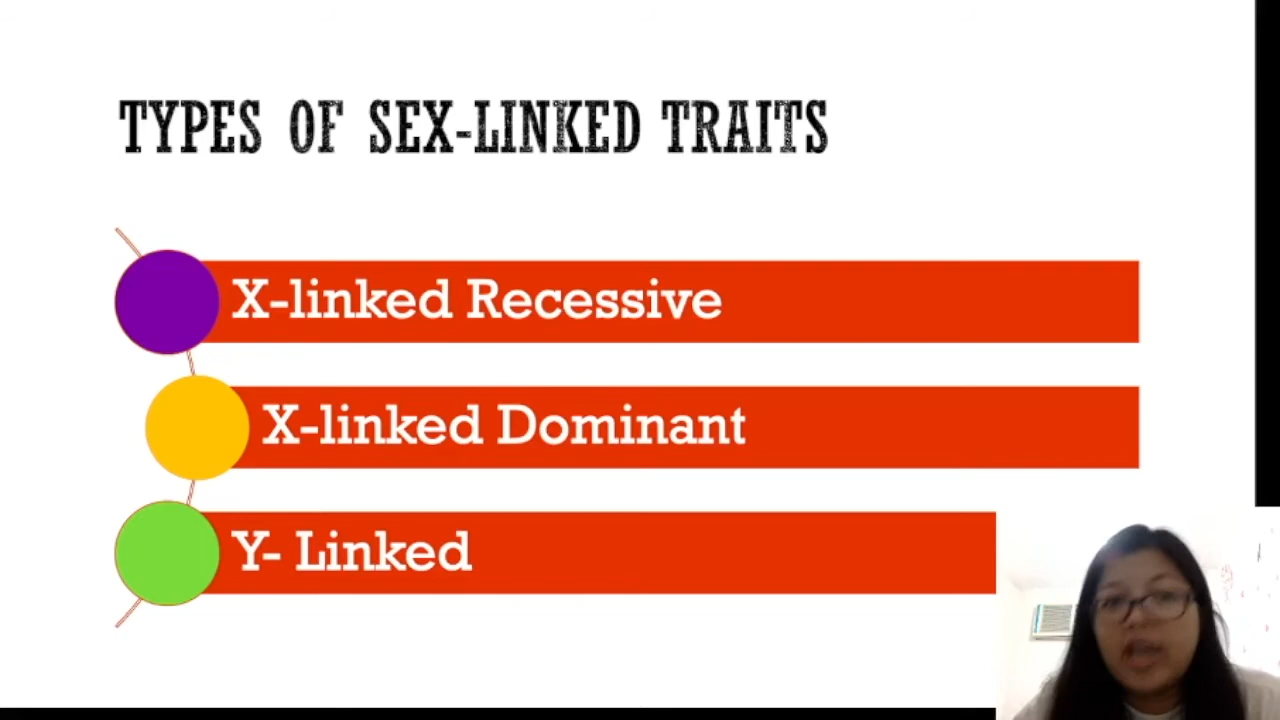 TYPES OF SEX-LINKED TRAITS
X-linked Recessive
X-linked Dominant
Y- Linked